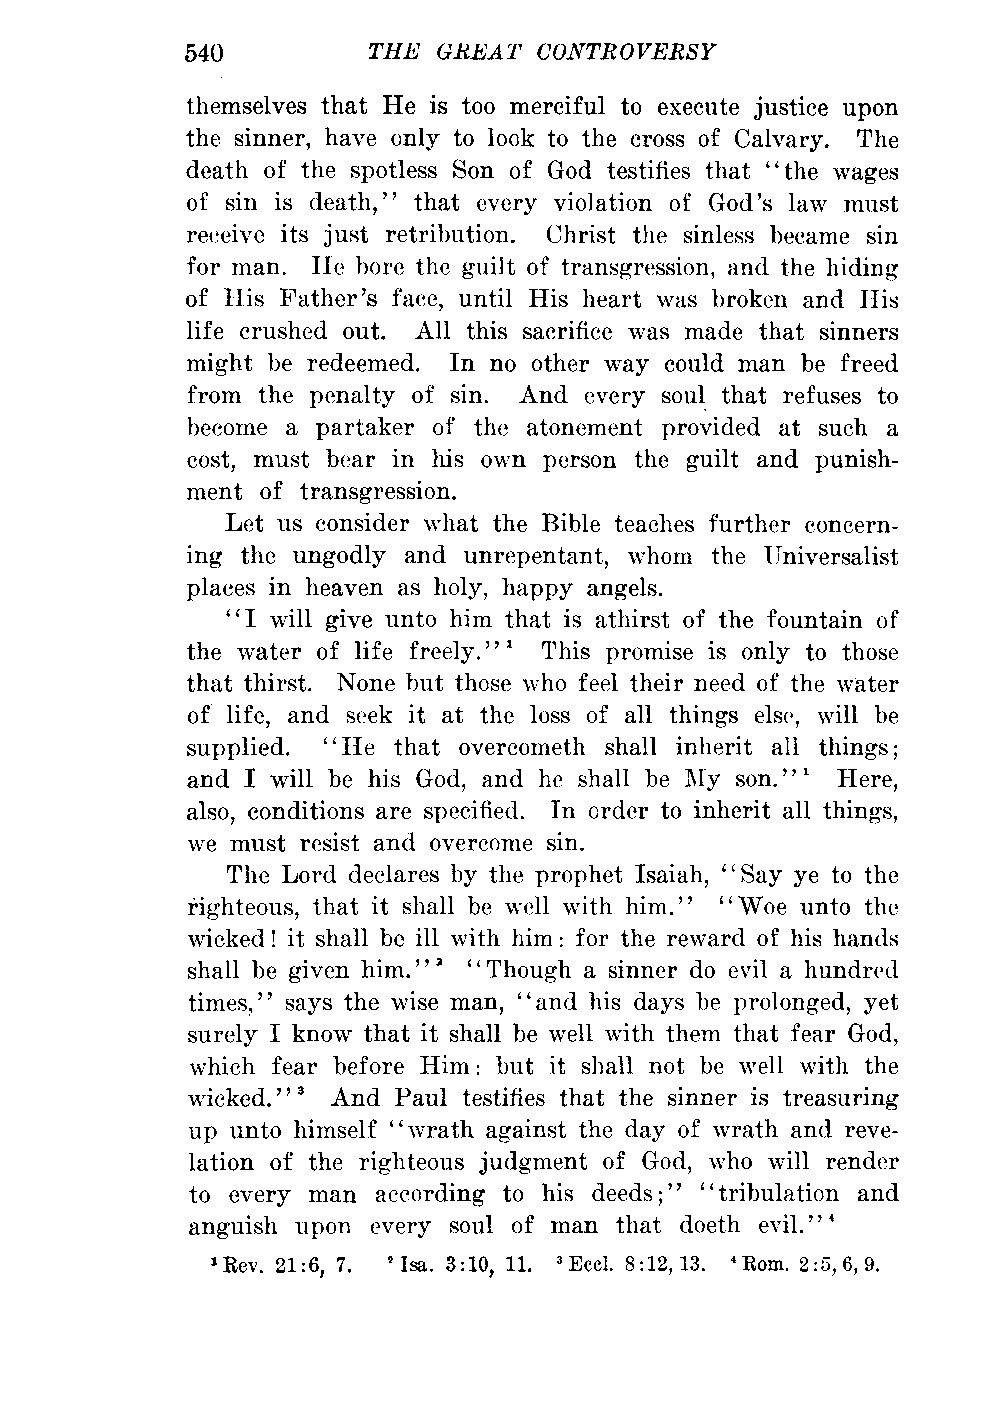 540 THE GREAT CONTROVERSY
themselves that He is too merciful to execute justice upon
the sinner, have only to look to the cross of Calvary. The
death of the spotless Son of God testifies that "the wages
of sin is death," that every violation of God's law must
receive its just retribution. Christ the sinless became sin
for man. He bore the guilt of transgression, and the hiding
of His Father's face, until His heart was broken and His
life crushed out. All this sacrifice was made that sinners
might be redeemed. In no other way could man be freed
from the penalty of sin. And every soul that refuses to
become a partaker of the atonement provided at such a
cost, must bear in his own person the guilt and punish-
ment of transgression.
Let us consider what the Bible teaches further concern-
ing the ungodly and unrepentant, whom the Universalist
places in heaven as holy, happy angels.
"I will give unto him that is athirst of the fountain of
the water of life freely."¹ This promise is only to those
that thirst. None but those who feel their need of the water
of life, and seek it at the loss of all things else, will be
supplied. "He that overcometh shall inherit all things;
and I will be his God, and he shall be My son."¹ Here,
also, conditions are specified. In order to inherit all things,
we must resist and overcome sin.
The Lord declares by the prophet Isaiah, "Say ye to the
righteous, that it shall be well with him." "Woe unto the
wicked! it shall be ill with him: for the reward of his hands
shall be given him."² "Though a sinner do evil a hundred
times," says the wise man, "and his days be prolonged, yet
surely I know that it shall be well with them that fear God,
which fear before Him: but it shall not be well with the
wicked."³ And Paul testifies that the sinner is treasuring
up unto himself "wrath against the day of wrath and reve-
lation of the righteous judgment of God, who will render
to every man according to his deeds;" "tribulation and
anguish upon every soul of man that doeth evil."⁴
¹Rev. 21:6, 7. ²Isa. 3:10, 11. ³Eccl. 8:12, 13. ⁴Rom. 2:5, 6, 9.